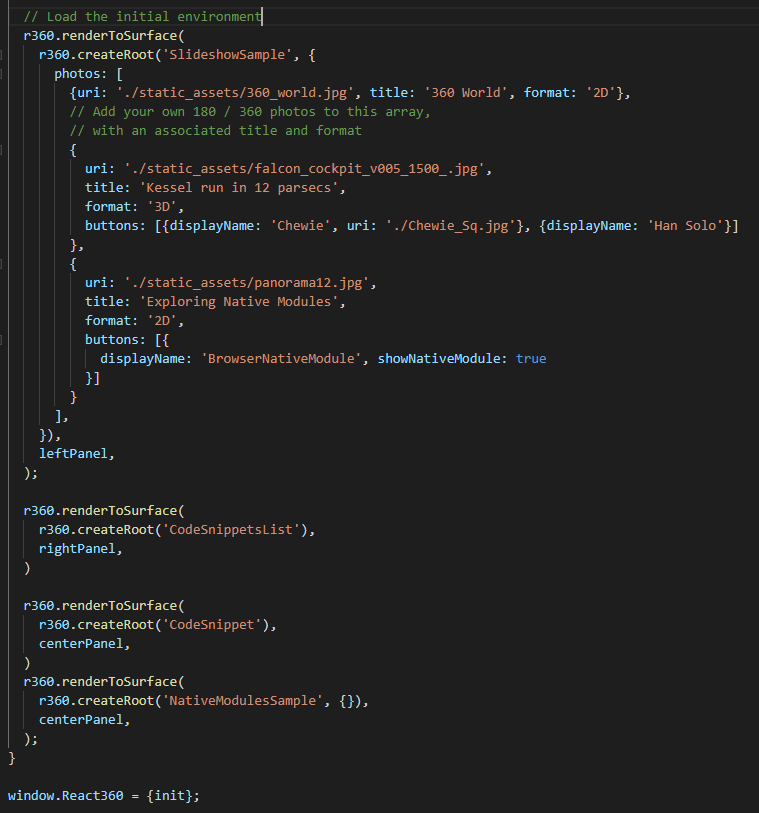 // Load the initial environment
r360.renderToSurface(
r360.createRoot('SlideshowSample', {
photos: [
{uri: './static_assets/360_world.jpg', title: '360 World', format: '2D'},
// Add your own 180 / 360 photos to this array,
// with an associated title and format
{
uri: './static_assets/falcon_cockpit_v005_1500_.jpg',
title: 'Kessel run in 12 parsecs',
format: '3D',
buttons: [{displayName: 'Chewie', uri: './Chewie_Sq.jpg'}, {displayName: 'Han Solo'}]
},
{
uri: './static_assets/panorama12.jpg',
title: 'Exploring Native Modules',
format: '2D',
buttons: [{
displayName: 'BrowserNativeModule', showNativeModule: true
}]
}
],
}),
leftPanel,
);
r360.renderToSurface(
r360.createRoot('CodeSnippetsList'),
rightPanel,
)
r360.renderToSurface(
r360.createRoot('CodeSnippet'),
centerPanel,
)
r360.renderToSurface(
r360.createRoot('NativeModulesSample', {}),
centerPanel,
);
}
window.React360 = {init};